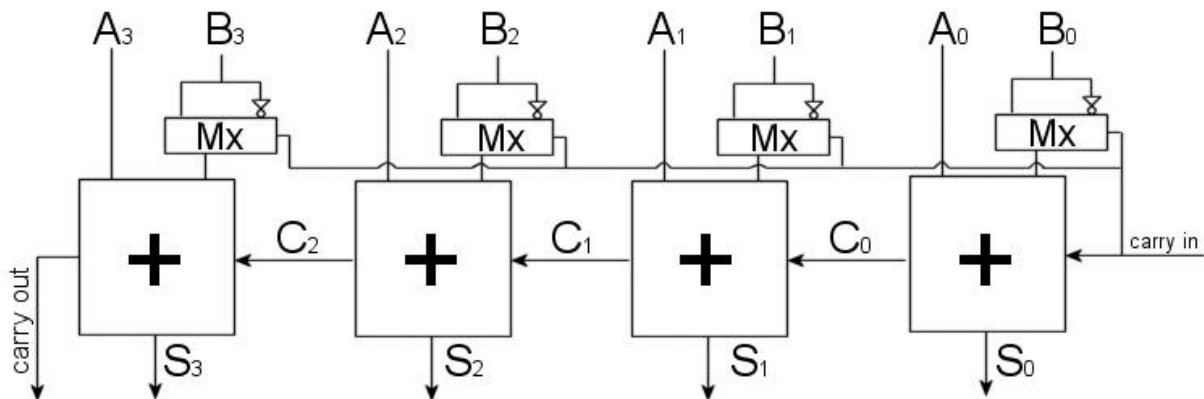 A₃ B₃ A₂ B₂ A₁ B₁ A₀ B₀
Mx Mx Mx Mx
+ C₂ + C₁ + C₀ + carry in
carry out
S₃ S₂ S₁ S₀